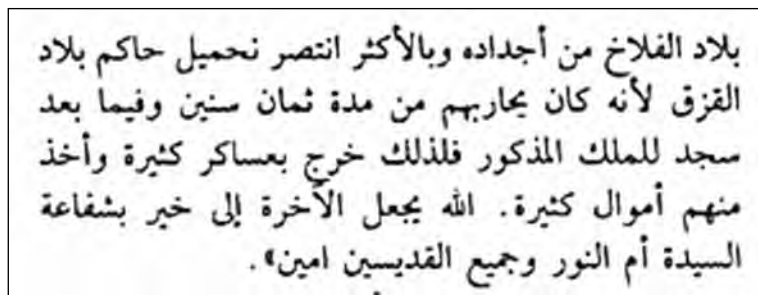 بلاد الفلاخ من أجداده وبالأكثر انتصر نحميل حاكم بلاد
القزق لأنه كان يحاربهم من مدة ثمان سنين وفيما بعد
سجد للملك المذكور فلذلك خرج بعساكر كثيرة وأخذ
منهم أموال كثيرة. الله يجعل الآخرة إلى خير بشفاعة
السيدة أم النور وجميع القديسين امين».